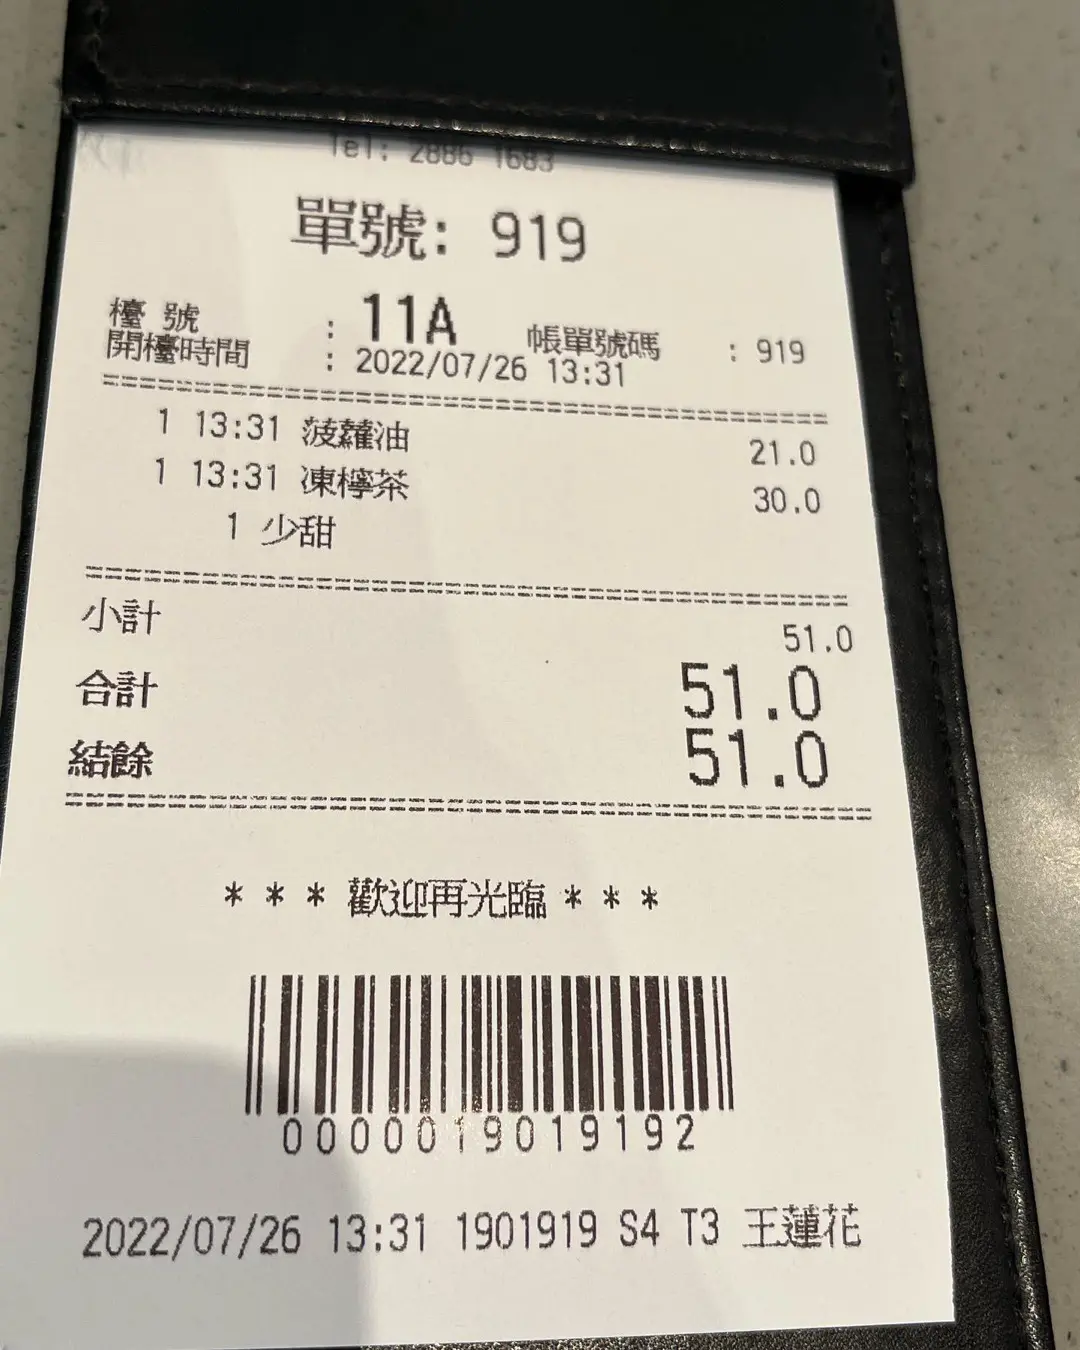 Tel: 2886 1683
單號: 919
檯 號 : 11A 帳單號碼 : 919
開檯時間 : 2022/07/26 13:31
1 13:31 菠蘿油 21.0
1 13:31 凍檸茶 30.0
1 少甜
小計 51.0
合計 51.0
結餘 51.0
* * * 歡迎再光臨 * * *
0000019019192
2022/07/26 13:31 1901919 S4 T3 王蓮花